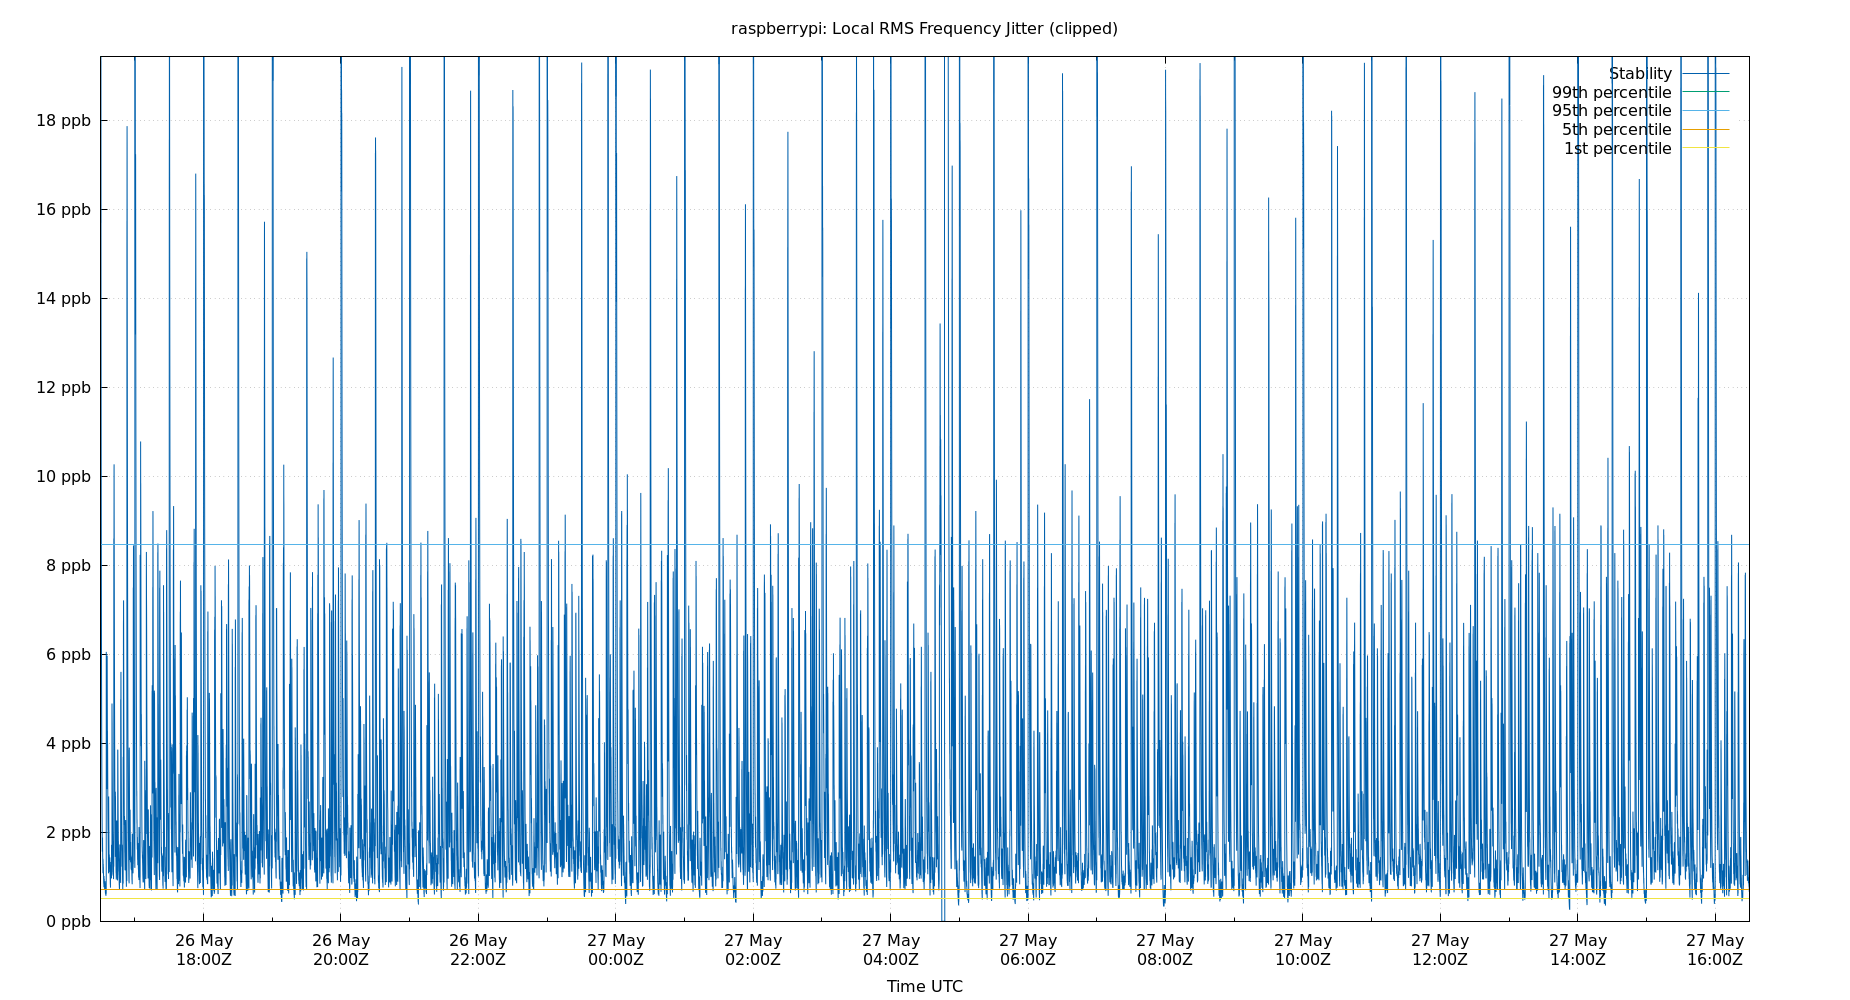 raspberrypi: Local RMS Frequency Jitter (clipped)
Stability
99th percentile
95th percentile
5th percentile
1st percentile
18 ppb
16 ppb
14 ppb
12 ppb
10 ppb
8 ppb
6 ppb
4 ppb
2 ppb
0 ppb
26 May 26 May 26 May 27 May 27 May 27 May 27 May 27 May 27 May 27 May 27 May 27 May
18:00Z 20:00Z 22:00Z 00:00Z 02:00Z 04:00Z 06:00Z 08:00Z 10:00Z 12:00Z 14:00Z 16:00Z
Time UTC